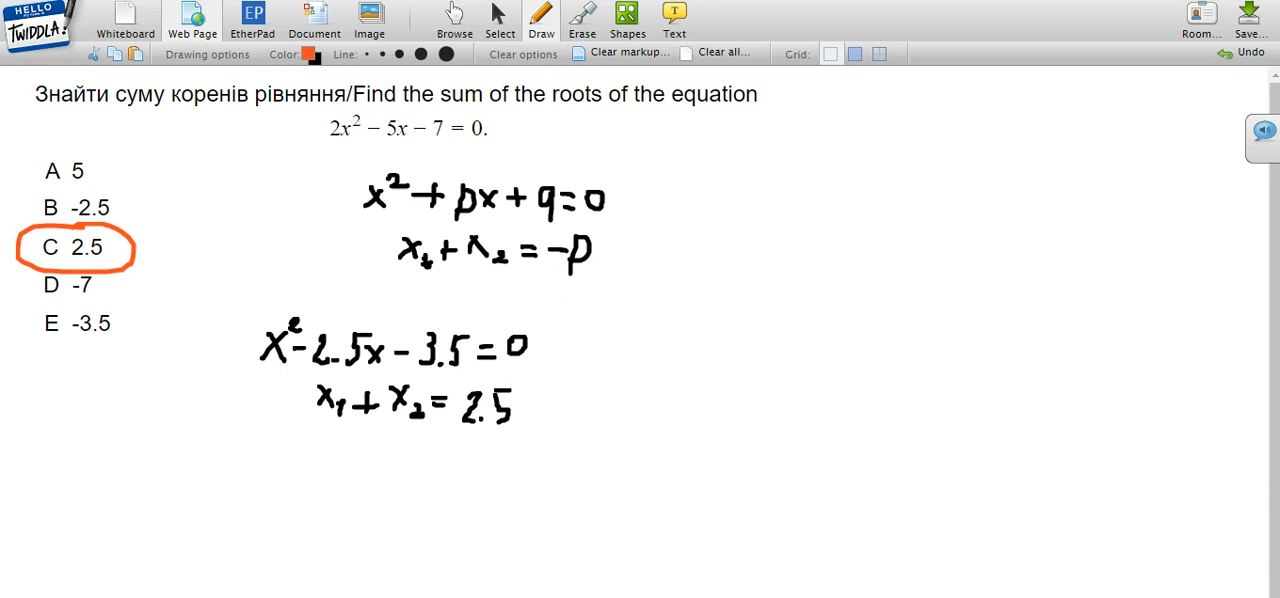 HELLO
my name is
TWIDDLA!
Whiteboard Web Page EtherPad Document Image Browse Select Draw Erase Shapes Text Room... Save...
EP
T
Drawing options Color: Line: Clear options Clear markup... Clear all... Grid: Undo
Знайти суму коренів рівняння/Find the sum of the roots of the equation
2x² − 5x − 7 = 0.
A 5
B -2.5
C 2.5
D -7
E -3.5
x² + px + q = 0
x₁ + x₂ = -p
x² - 2.5x - 3.5 = 0
x₁ + x₂ = 2.5